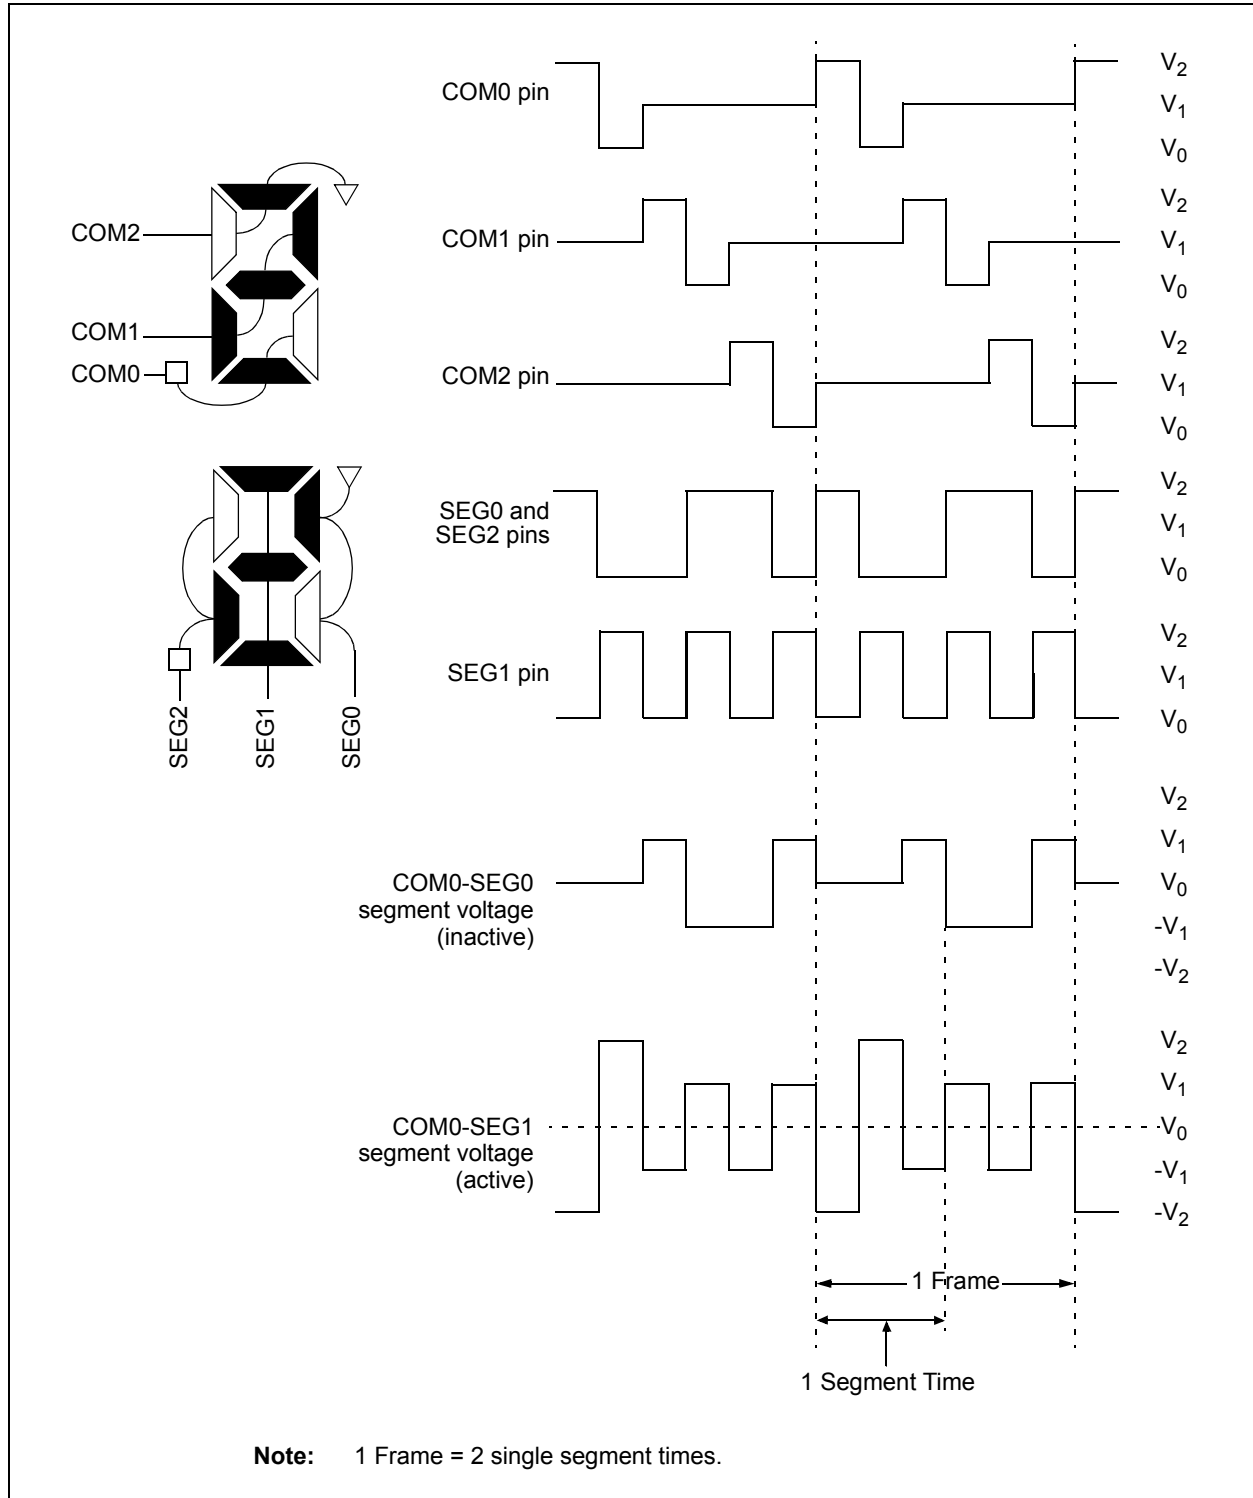 COM0 pin
V2
V1
V0
COM1 pin
V2
V1
V0
COM2
COM1
COM0
COM2 pin
V2
V1
V0
SEG0 and
SEG2 pins
V2
V1
V0
SEG1 pin
V2
V1
V0
SEG2
SEG1
SEG0
COM0-SEG0
segment voltage
(inactive)
V2
V1
V0
-V1
-V2
COM0-SEG1
segment voltage
(active)
V2
V1
V0
-V1
-V2
1 Frame
1 Segment Time
Note: 1 Frame = 2 single segment times.